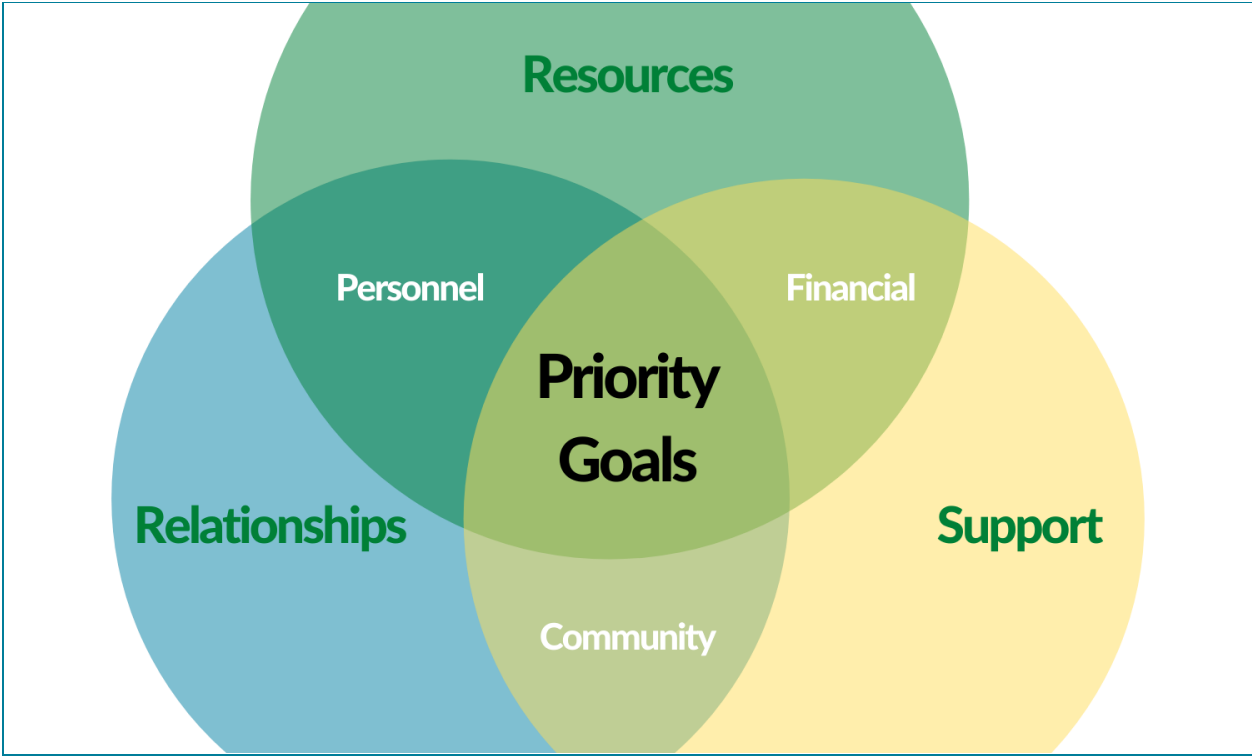 Resources
Personnel
Financial
Priority
Goals
Relationships
Support
Community